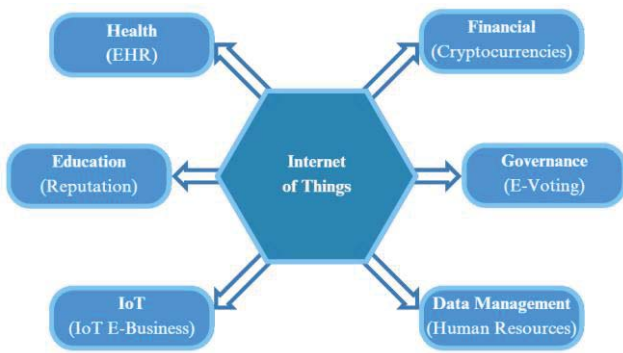 Health
(EHR)
Financial
(Cryptocurrencies)
Education
(Reputation)
Internet
of Things
Governance
(E-Voting)
IoT
(IoT E-Business)
Data Management
(Human Resources)